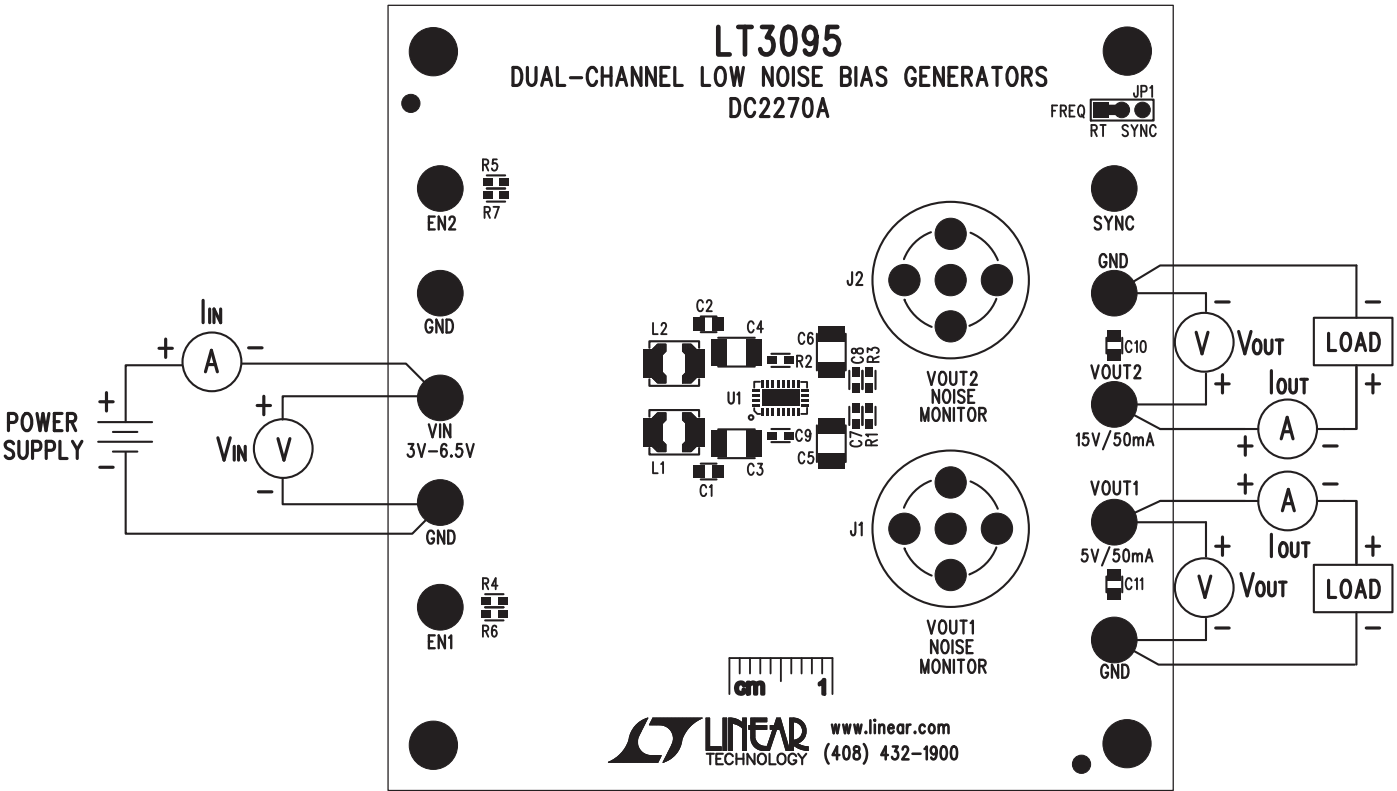 LT3095
DUAL-CHANNEL LOW NOISE BIAS GENERATORS
DC2270A
JP1
FREQ
RT SYNC
R5
R7
EN2
SYNC
GND
J2
GND
C2
L2
C4
C6
C8
R3
R2
C10
VOUT2
15V/50mA
VOUT2
NOISE
MONITOR
U1
IIN
+ A -
POWER
SUPPLY
+
-
VIN
+
V
-
VIN
3V-6.5V
GND
L1
C1
C3
C9
C5
C7
R1
-
V
+
VOUT
-
LOAD
+
IOUT
+ A -
VOUT1
5V/50mA
+ A -
IOUT
J1
C11
+
V
-
VOUT
+
LOAD
-
GND
R4
R6
EN1
VOUT1
NOISE
MONITOR
cm 1
LINEAR
TECHNOLOGY
www.linear.com
(408) 432-1900